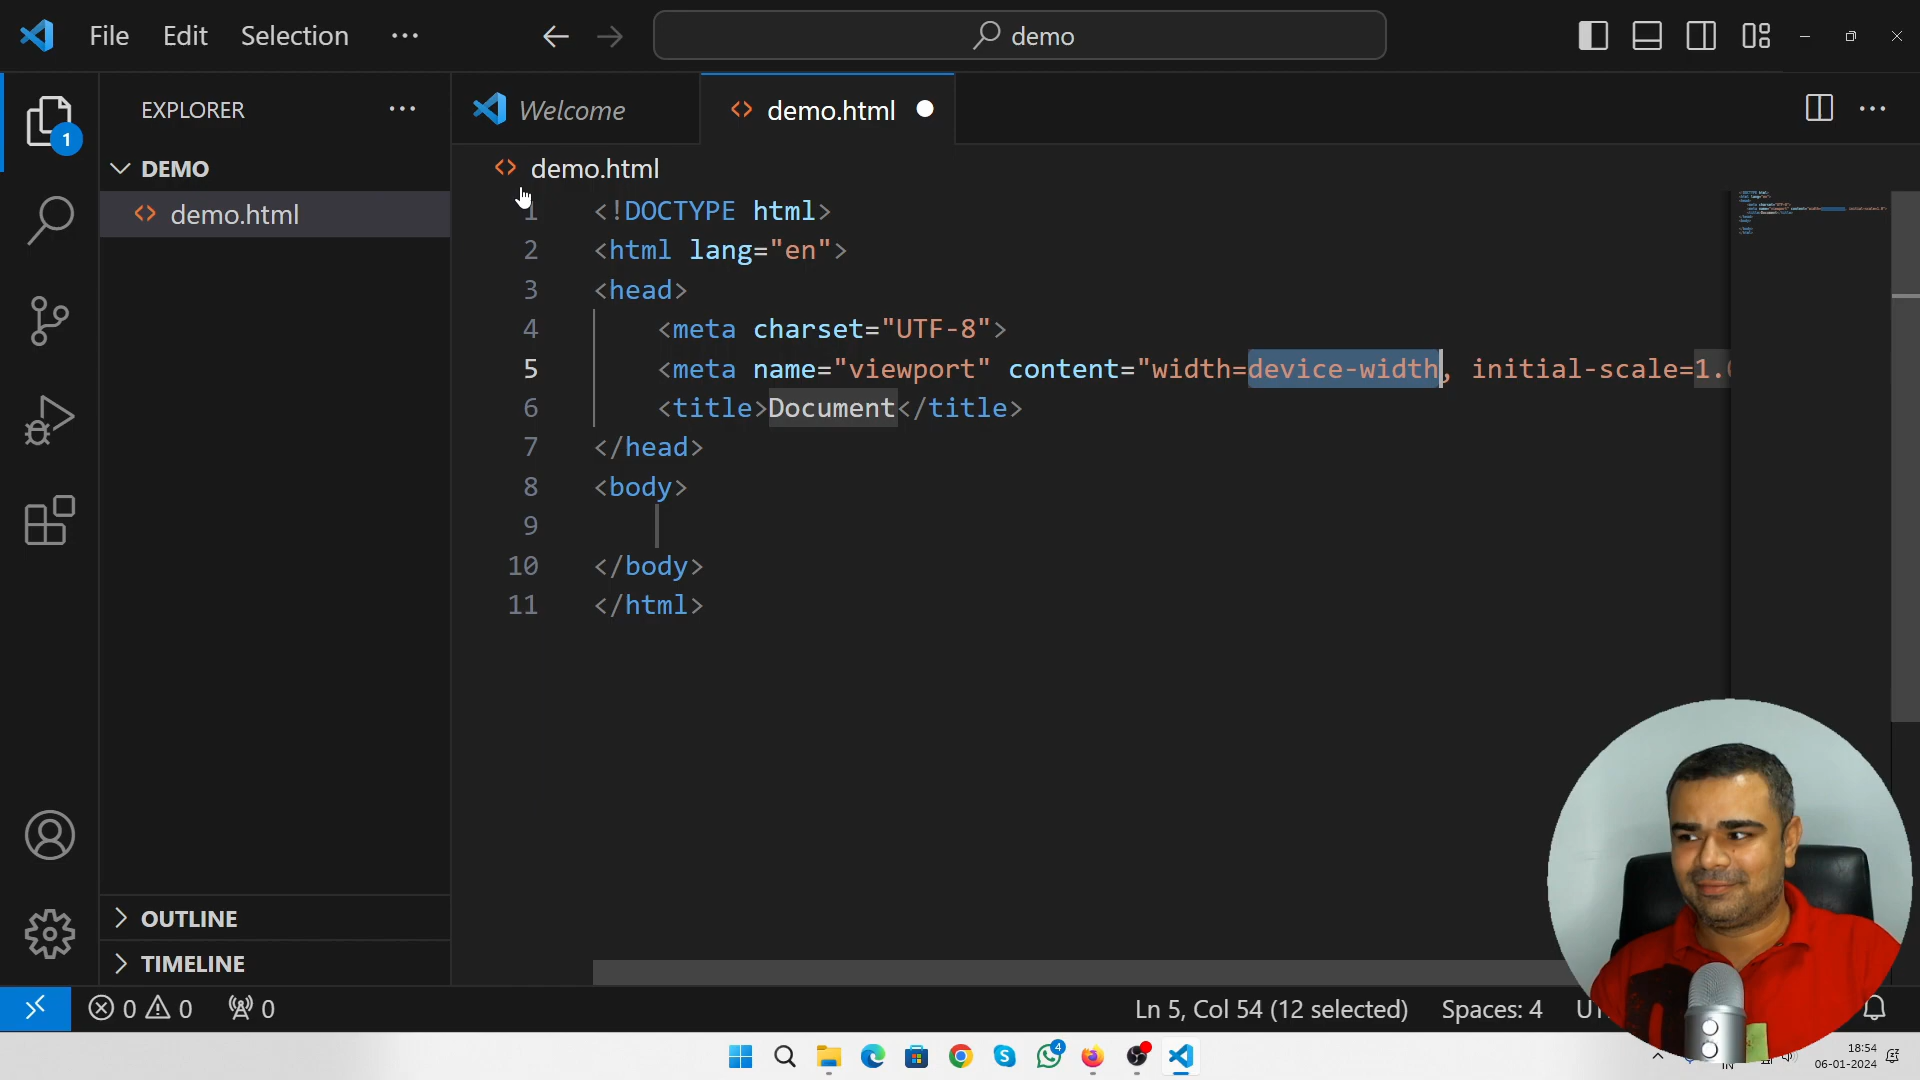 File Edit Selection ··· demo
EXPLORER ···
Welcome
demo.html
1
DEMO
demo.html
demo.html
1 <!DOCTYPE html>
2 <html lang="en">
3 <head>
4 <meta charset="UTF-8">
5 <meta name="viewport" content="width=device-width, initial-scale=1.
6 <title>Document</title>
7 </head>
8 <body>
9
10 </body>
11 </html>
OUTLINE
TIMELINE
0 0 0
Ln 5, Col 54 (12 selected) Spaces: 4
4
IN
18:54
06-01-2024